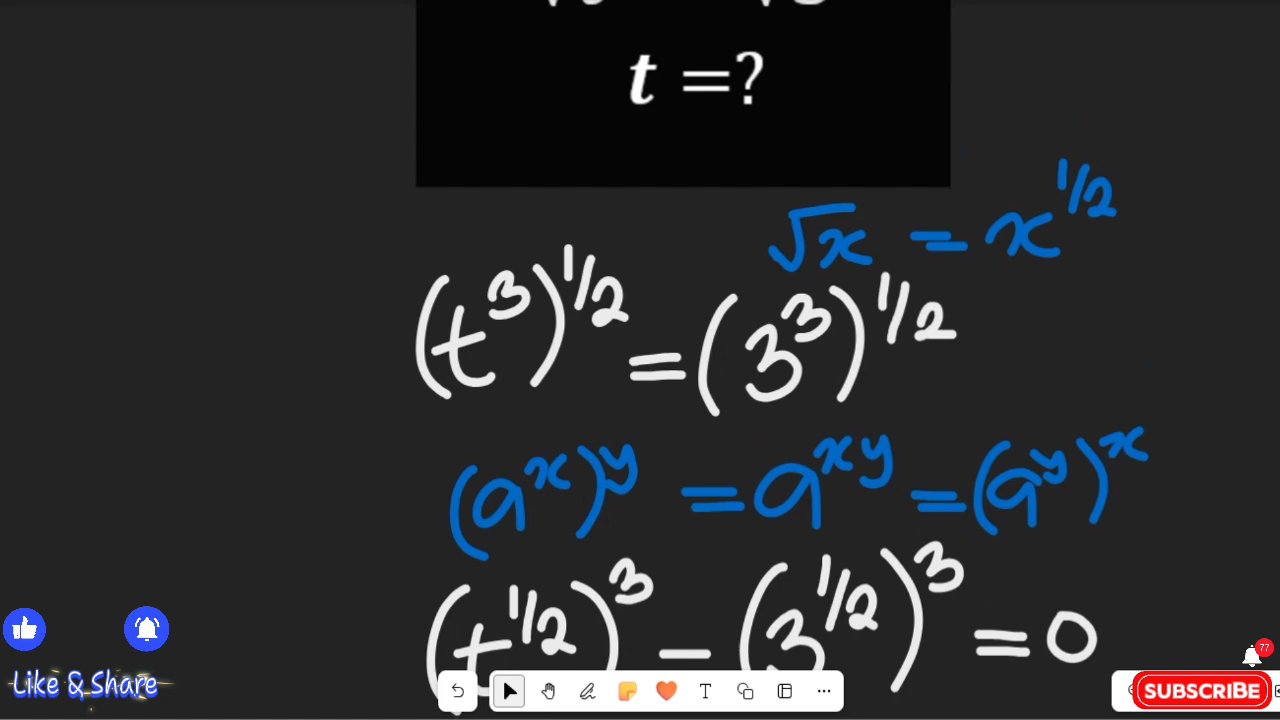 t =?
√x = x^1/2
(t^3)^1/2 = (3^3)^1/2
(a^x)^y = a^xy = (a^y)^x
(t^1/2)^3 − (3^1/2)^3 = 0
Like & Share
T
77
SUBSCRIBE